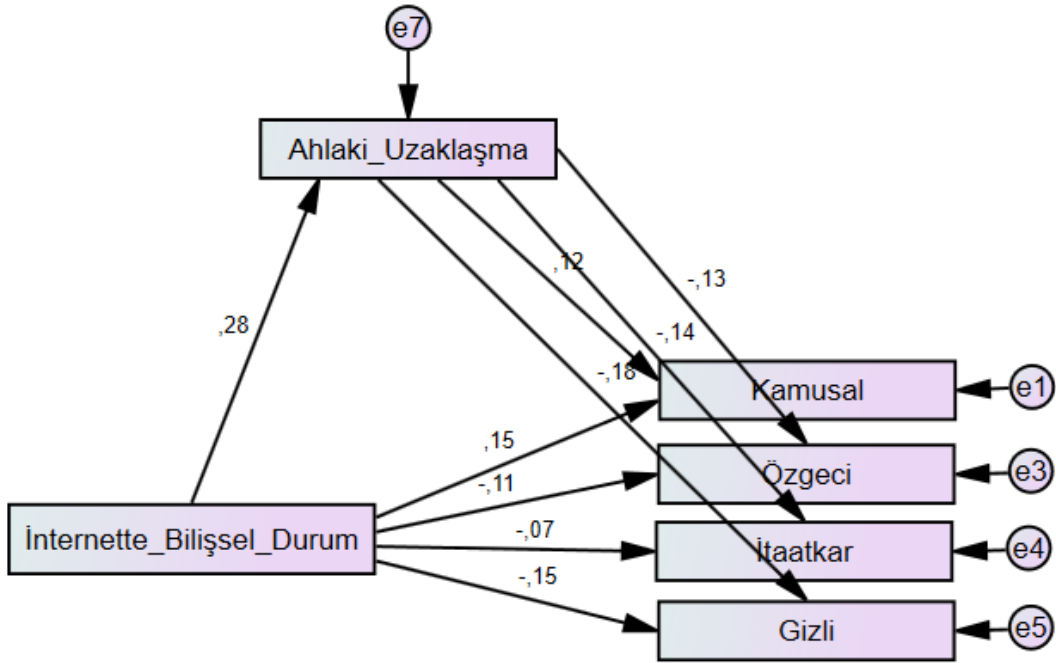 e7
Ahlaki_Uzaklaşma
,12
-,13
,28
-,14
-,18
Kamusal
e1
,15
Özgeci
e3
-,11
İnternette_Bilişsel_Durum
-,07
İtaatkar
e4
-,15
Gizli
e5